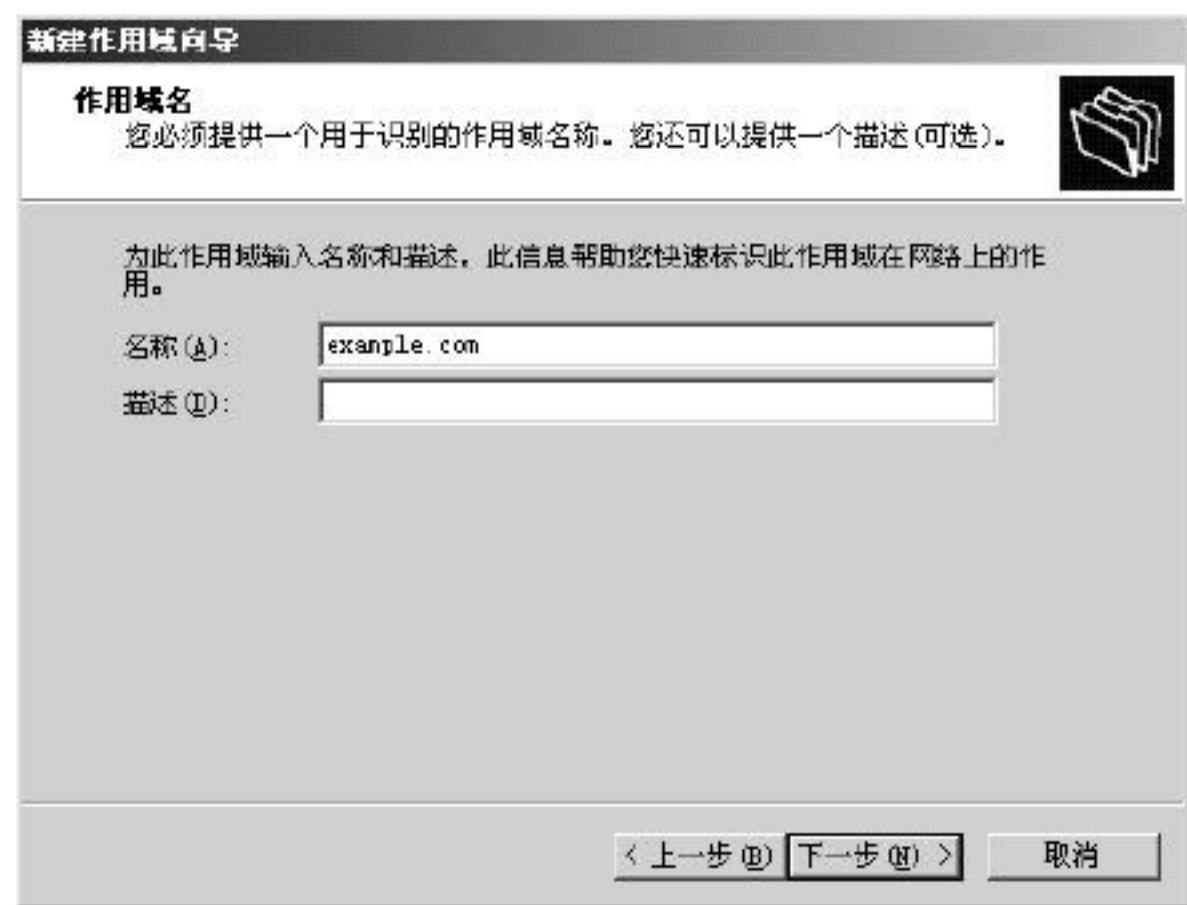 新建作用域向导
作用域名
您必须提供一个用于识别的作用域名称。您还可以提供一个描述(可选)。
为此作用域输入名称和描述。此信息帮助您快速标识此作用域在网络上的作
用。
名称(A): example.com
描述(D):
< 上一步(B) 下一步(N) > 取消